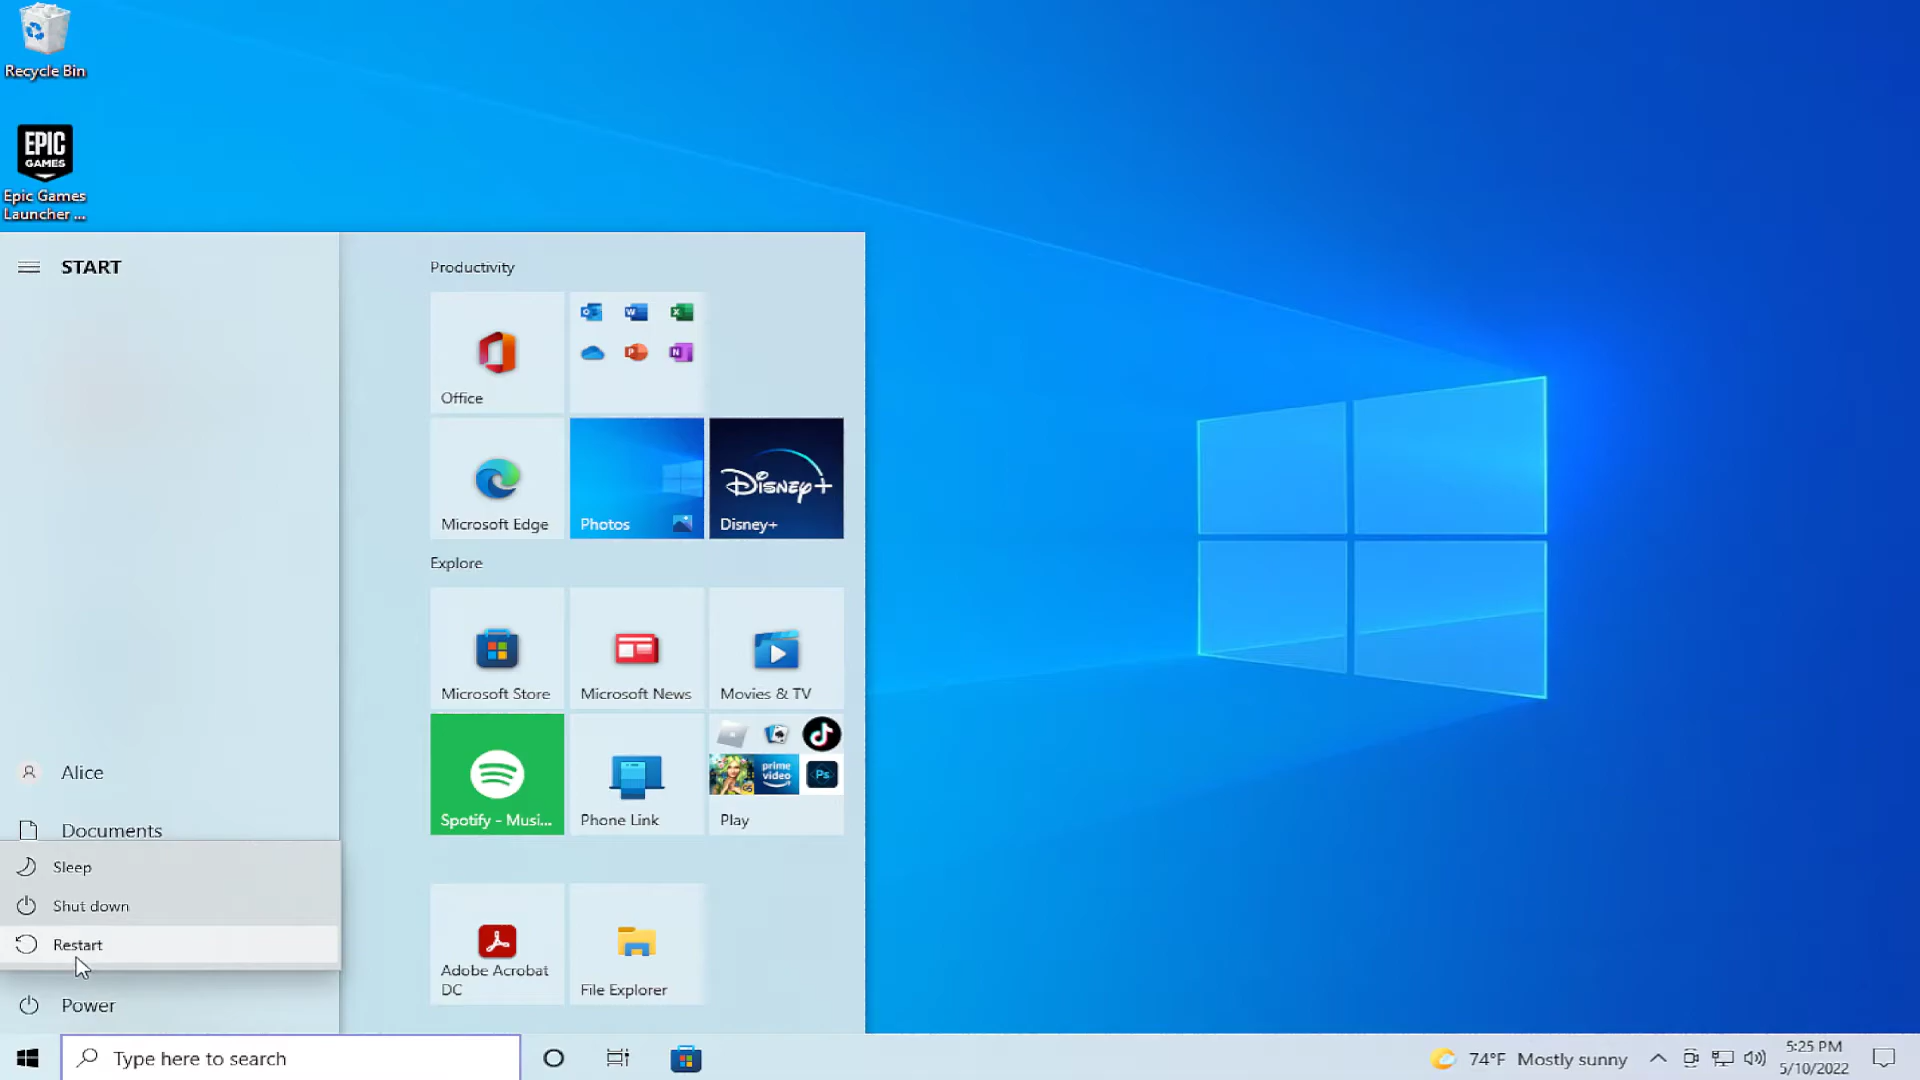 Recycle Bin
EPIC
GAMES
Epic Games
Launcher ...
START
Alice
Documents
Sleep
Shut down
Restart
Power
Productivity
Office
Microsoft Edge
Photos
Disney+
Disney+
Explore
Microsoft Store
Microsoft News
Movies & TV
Spotify - Musi...
Phone Link
prime
video
Ps
Play
Adobe Acrobat
DC
File Explorer
Type here to search
74°F Mostly sunny
5:25 PM
5/10/2022